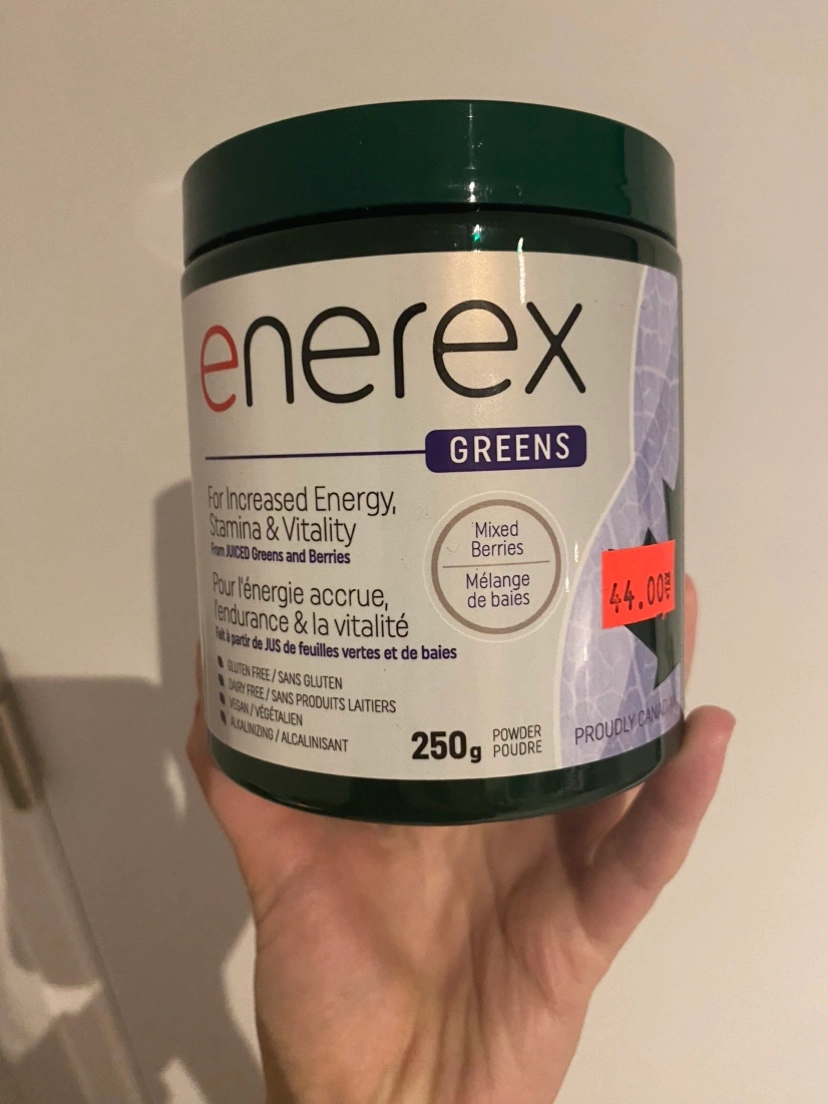 enerex
GREENS
For Increased Energy,
Stamina & Vitality
From JUICED Greens and Berries
Mixed
Berries
Mélange
de baies
Pour l'énergie accrue,
l'endurance & la vitalité
Fait à partir de JUS de feuilles vertes et de baies
GLUTEN FREE / SANS GLUTEN
DAIRY FREE / SANS PRODUITS LAITIERS
VEGAN / VÉGÉTALIEN
ALKALINIZING / ALCALINISANT
250g
POWDER
POUDRE
44.00
PROUDLY